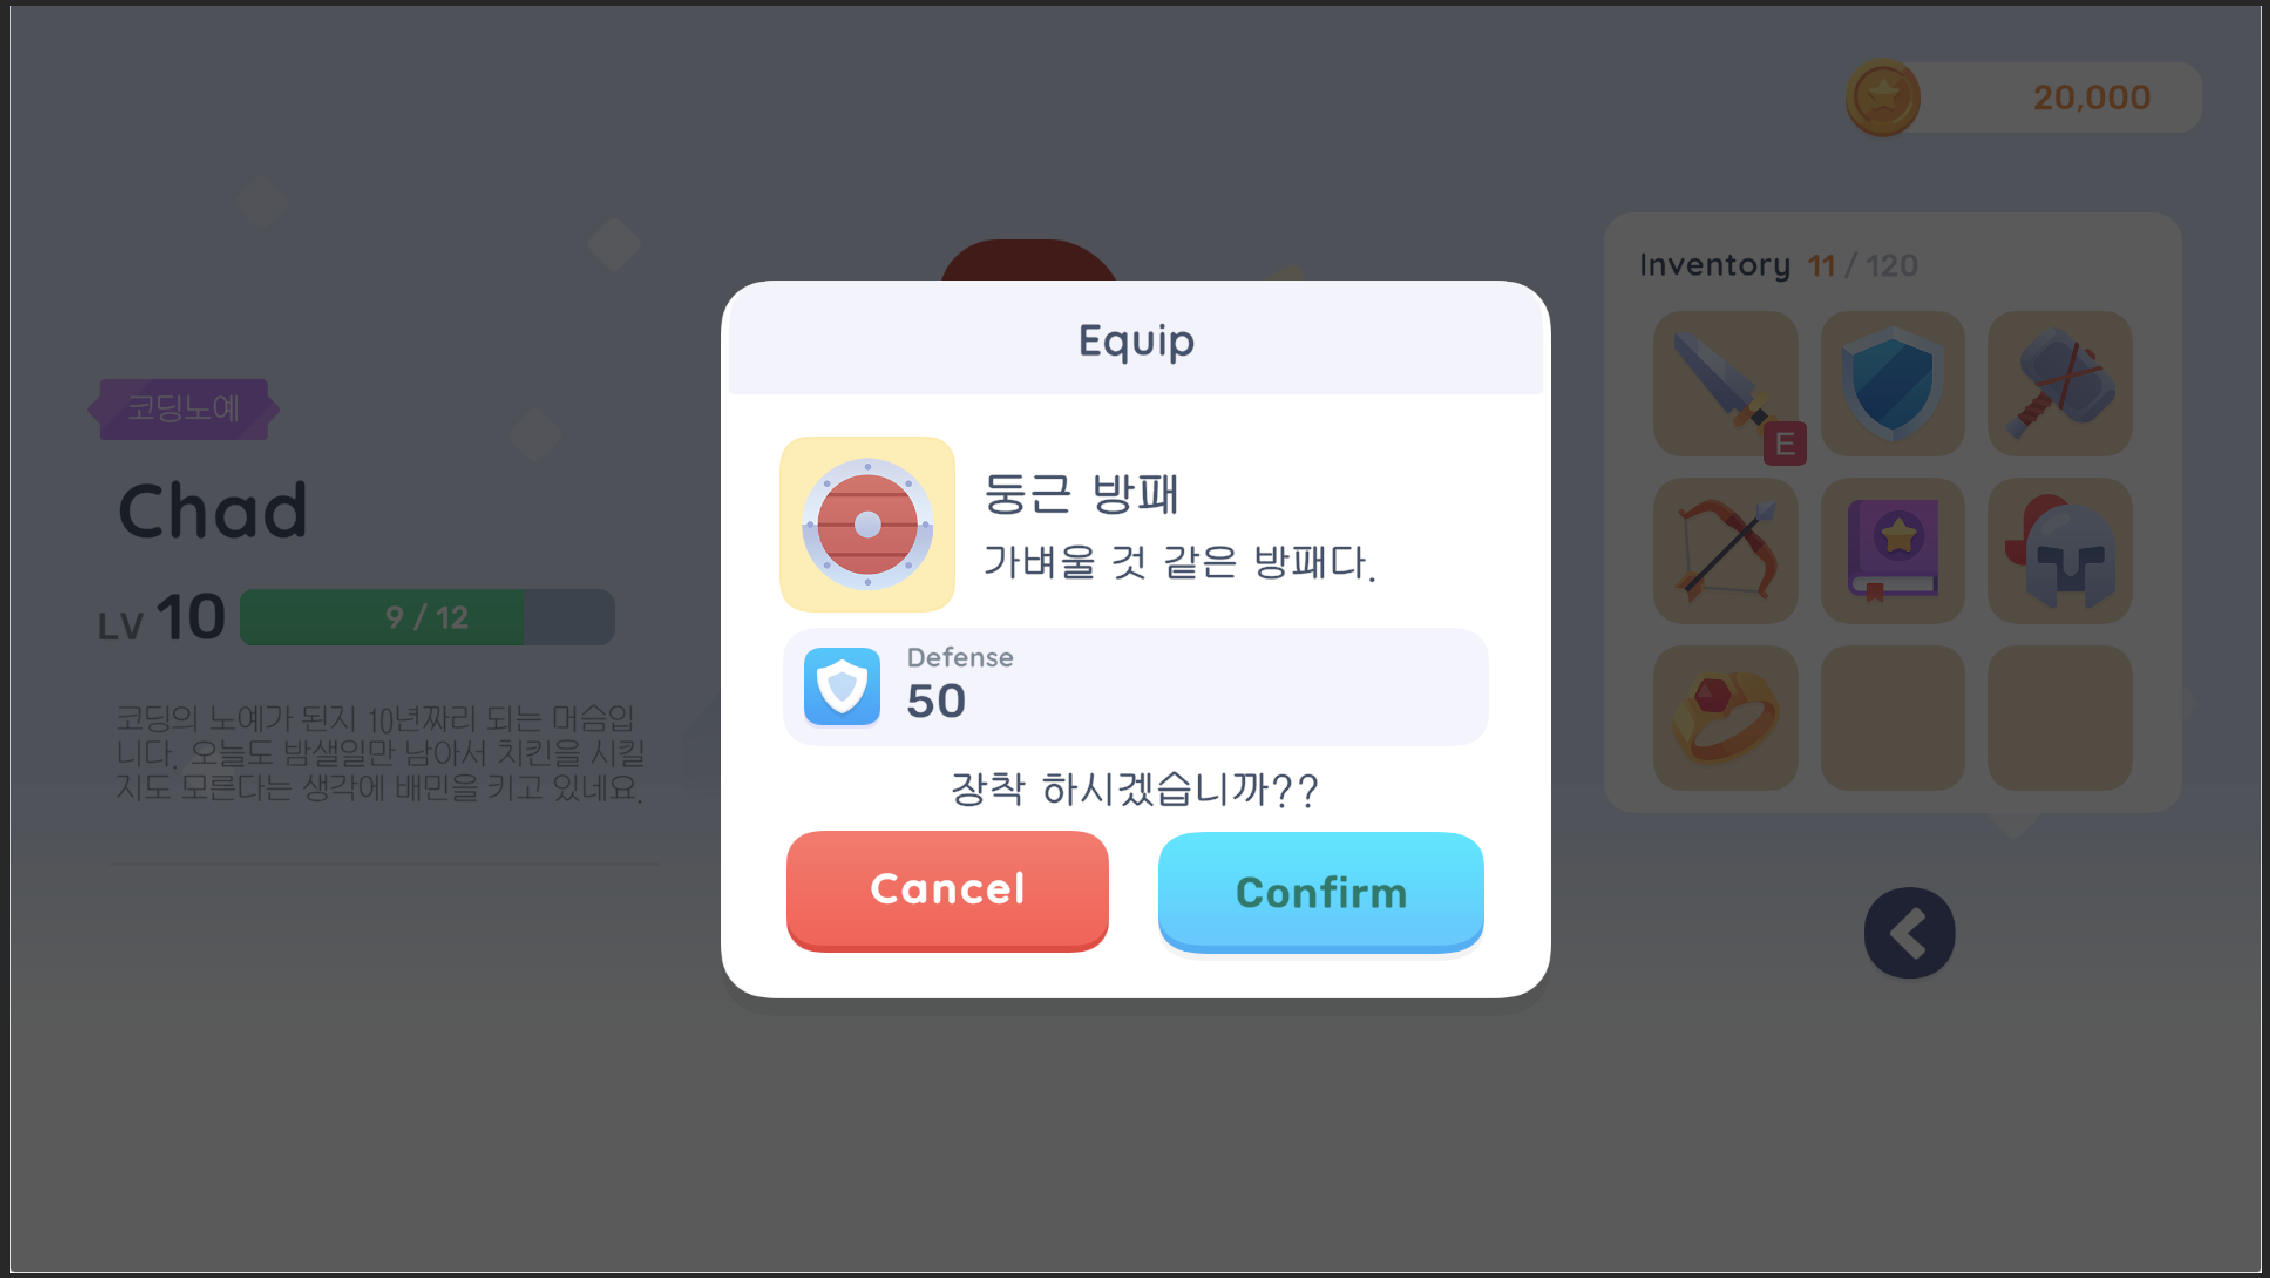 20,000
Inventory 11 / 120
E
코딩노예
Chad
LV 10 9 / 12
코딩의 노예가 된지 10년짜리 되는 머슴입
니다. 오늘도 밤샐일만 남아서 치킨을 시킬
지도 모른다는 생각에 배민을 키고 있네요.
Equip
둥근 방패
가벼울 것 같은 방패다.
Defense
50
장착 하시겠습니까??
Cancel
Confirm